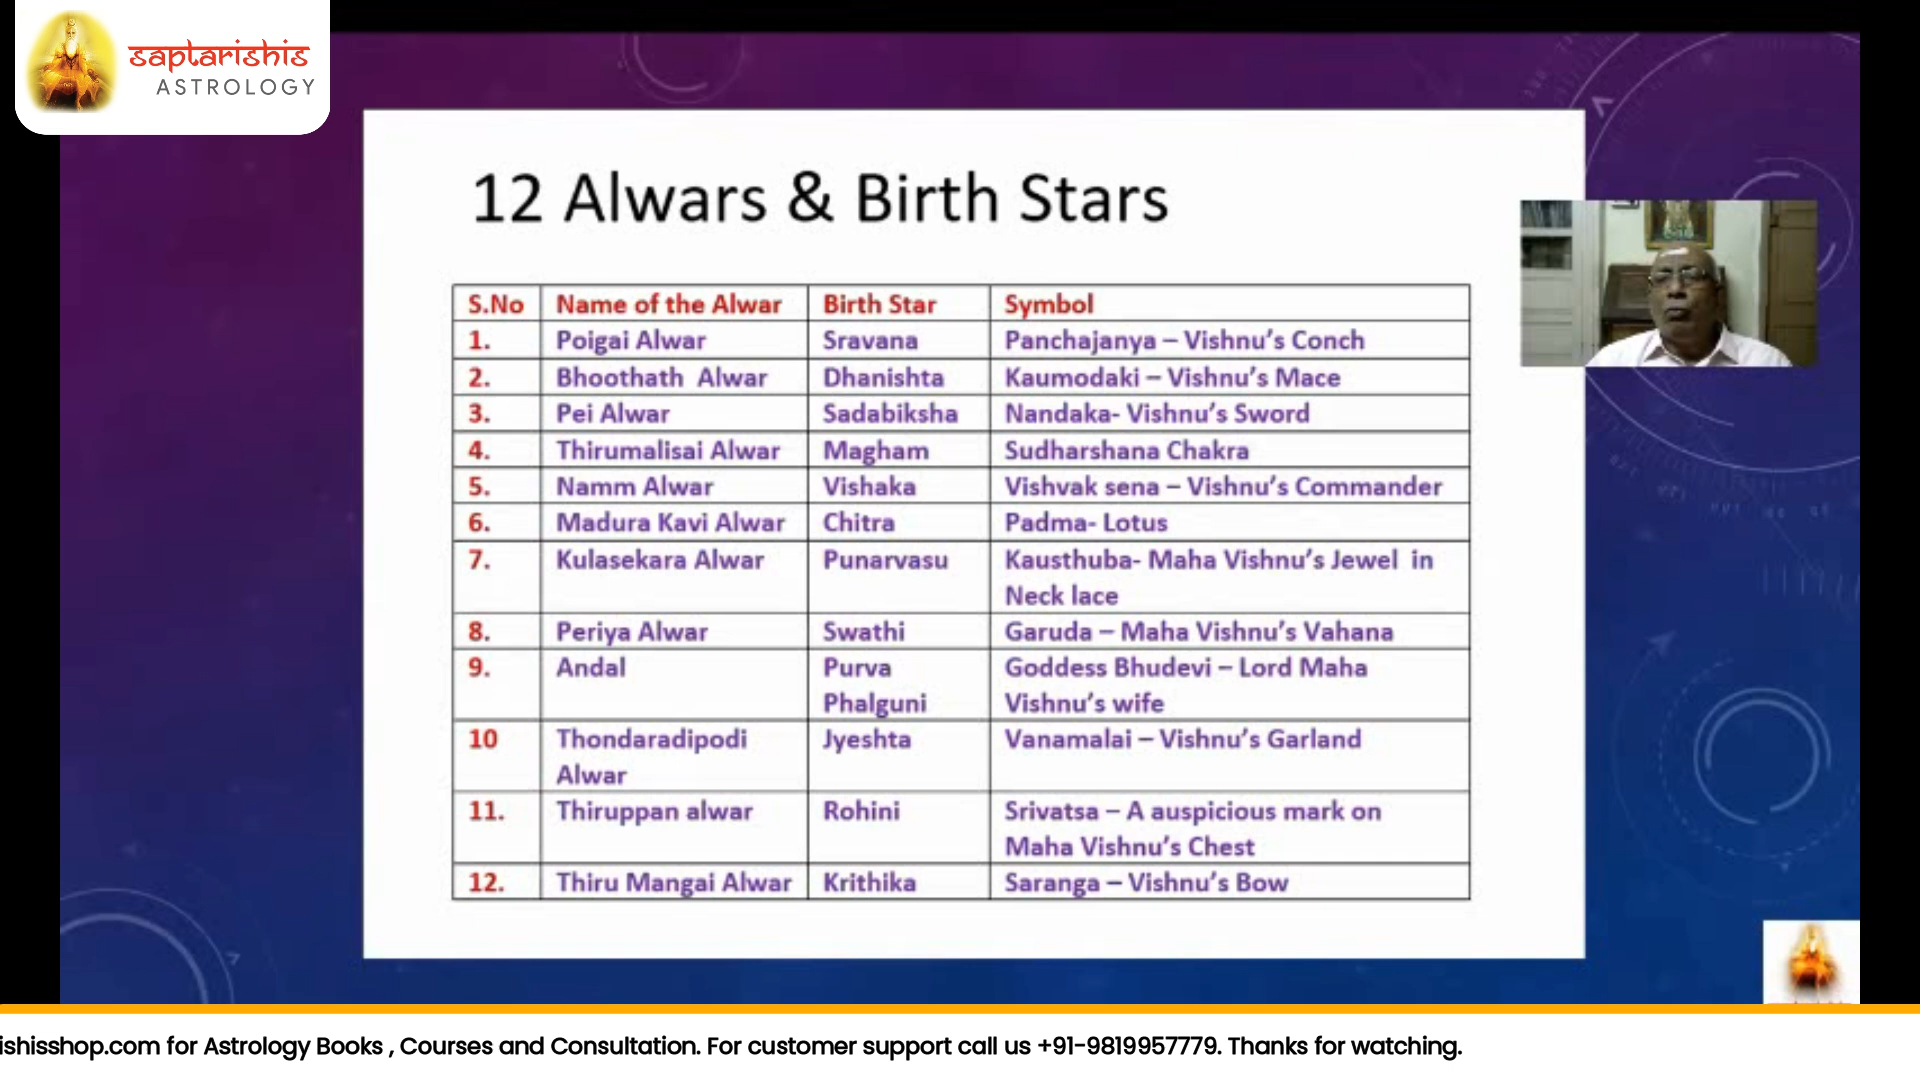 saptarishis
ASTROLOGY
12 Alwars & Birth Stars
S.No Name of the Alwar Birth Star Symbol
1. Poigai Alwar Sravana Panchajanya – Vishnu's Conch
2. Bhoothath Alwar Dhanishta Kaumodaki – Vishnu's Mace
3. Pei Alwar Sadabiksha Nandaka- Vishnu's Sword
4. Thirumalisai Alwar Magham Sudharshana Chakra
5. Namm Alwar Vishaka Vishvak sena – Vishnu's Commander
6. Madura Kavi Alwar Chitra Padma- Lotus
7. Kulasekara Alwar Punarvasu Kausthuba- Maha Vishnu's Jewel in
Neck lace
8. Periya Alwar Swathi Garuda – Maha Vishnu's Vahana
9. Andal Purva Goddess Bhudevi – Lord Maha
Phalguni Vishnu's wife
10 Thondaradipodi Jyeshta Vanamalai – Vishnu's Garland
Alwar
11. Thiruppan alwar Rohini Srivatsa – A auspicious mark on
Maha Vishnu's Chest
12. Thiru Mangai Alwar Krithika Saranga – Vishnu's Bow
ishisshop.com for Astrology Books , Courses and Consultation. For customer support call us +91-9819957779. Thanks for watching.